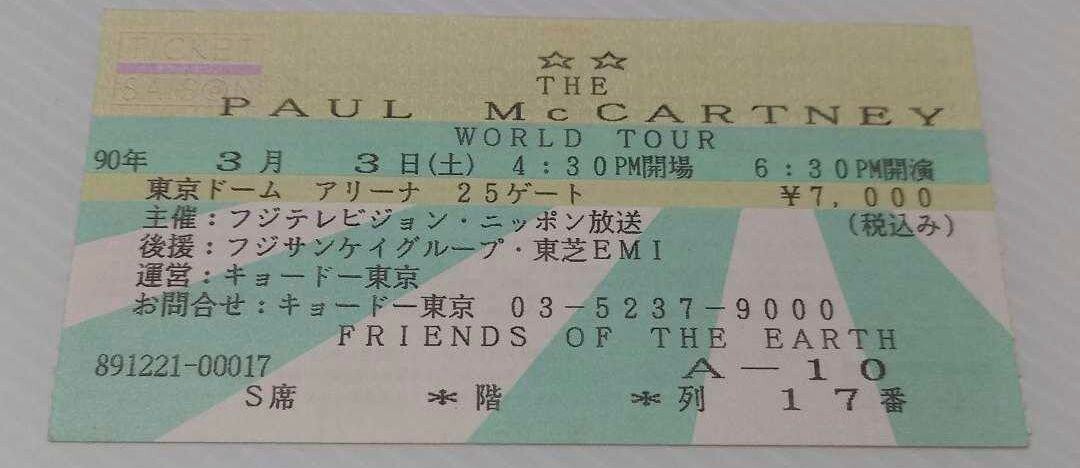 TICKET
☆☆
THE
PAUL McCARTNEY
WORLD TOUR
90年 3月 3日(土) 4:30PM開場 6:30PM開演
東京ドーム アリーナ 25ゲート ¥7,000
主催:フジテレビジョン・ニッポン放送 (税込み)
後援:フジサンケイグループ・東芝EMI
運営:キョードー東京
お問合せ:キョードー東京 03-5237-9000
FRIENDS OF THE EARTH
891221-00017 A-10
S席 *階 *列 17番